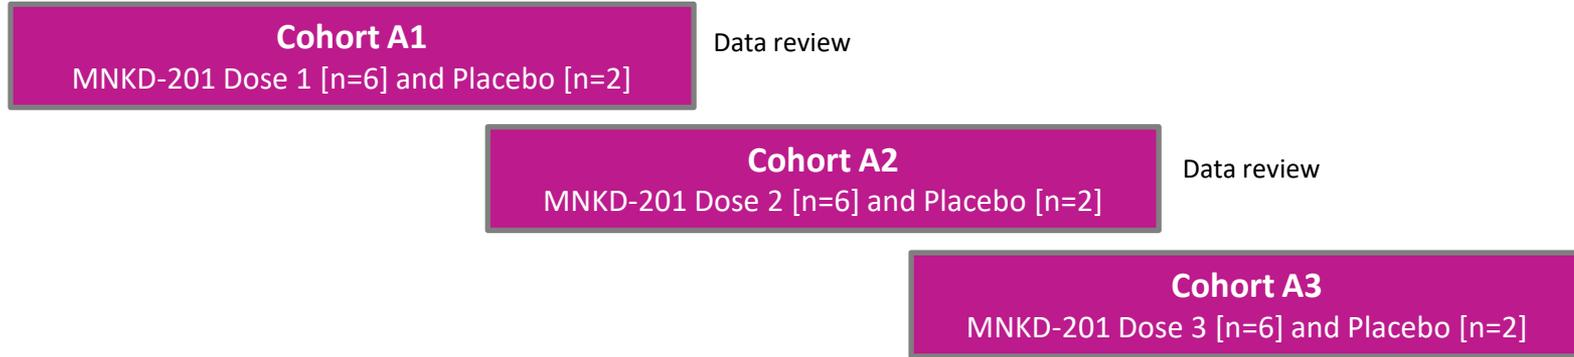 Cohort A1
MNKD-201 Dose 1 [n=6] and Placebo [n=2]
Data review
Cohort A2
MNKD-201 Dose 2 [n=6] and Placebo [n=2]
Data review
Cohort A3
MNKD-201 Dose 3 [n=6] and Placebo [n=2]